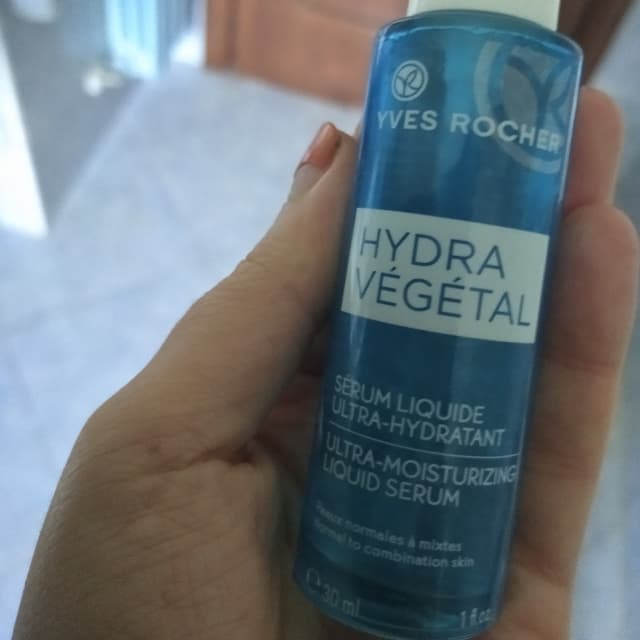 YVES ROCHER
HYDRA
VÉGÉTAL
SÉRUM LIQUIDE
ULTRA-HYDRATANT
ULTRA-MOISTURIZING
LIQUID SERUM
Peaux normales à mixtes
Normal to combination skin
℮ 30 ml
1 fl oz